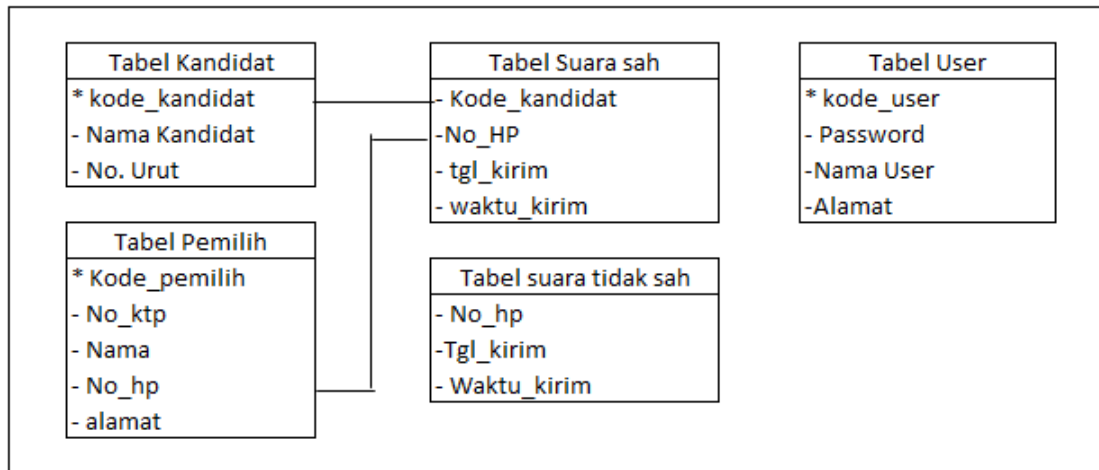 Tabel Kandidat
* kode_kandidat
- Nama Kandidat
- No. Urut
Tabel Pemilih
* Kode_pemilih
- No_ktp
- Nama
- No_hp
- alamat
Tabel Suara sah
- Kode_kandidat
-No_HP
- tgl_kirim
- waktu_kirim
Tabel suara tidak sah
- No_hp
-Tgl_kirim
- Waktu_kirim
Tabel User
* kode_user
- Password
-Nama User
-Alamat